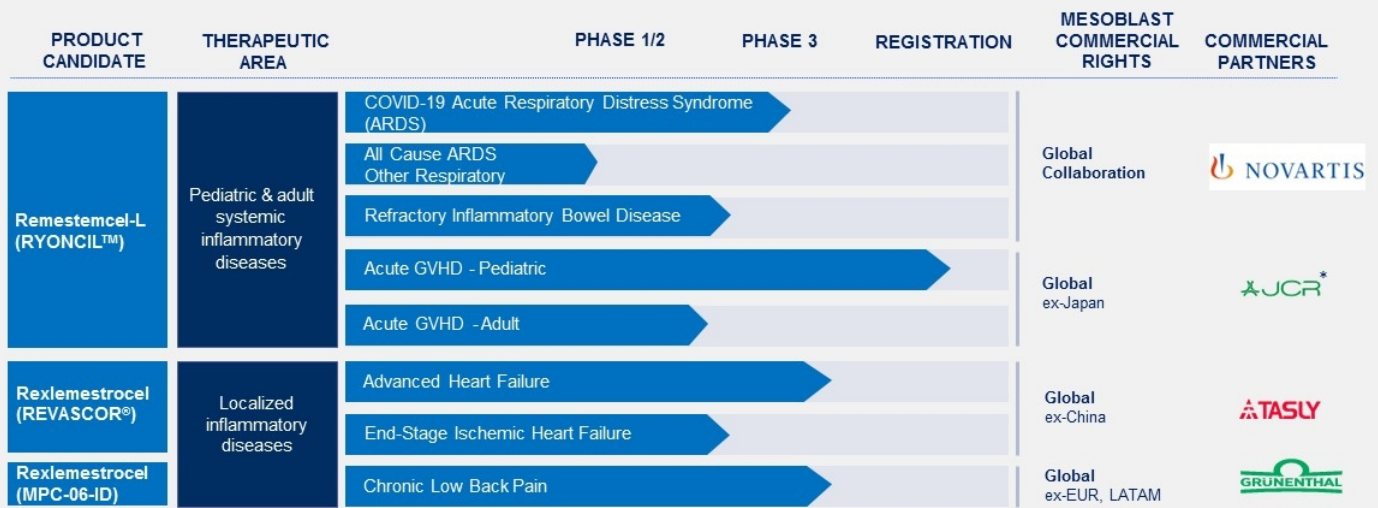 PRODUCT
CANDIDATE
THERAPEUTIC
AREA
PHASE 1/2
PHASE 3
REGISTRATION
MESOBLAST
COMMERCIAL
RIGHTS
COMMERCIAL
PARTNERS
Remestemcel-L
(RYONCIL™)
Pediatric & adult
systemic
inflammatory
diseases
COVID-19 Acute Respiratory Distress Syndrome
(ARDS)
All Cause ARDS
Other Respiratory
Refractory Inflammatory Bowel Disease
Global
Collaboration
NOVARTIS
Acute GVHD - Pediatric
Acute GVHD -Adult
Global
ex-Japan
JCR*
Rexlemestrocel
(REVASCOR®)
Localized
inflammatory
diseases
Advanced Heart Failure
End-Stage Ischemic Heart Failure
Global
ex-China
TASLY
Rexlemestrocel
(MPC-06-ID)
Chronic Low Back Pain
Global
ex-EUR, LATAM
GRÜNENTHAL